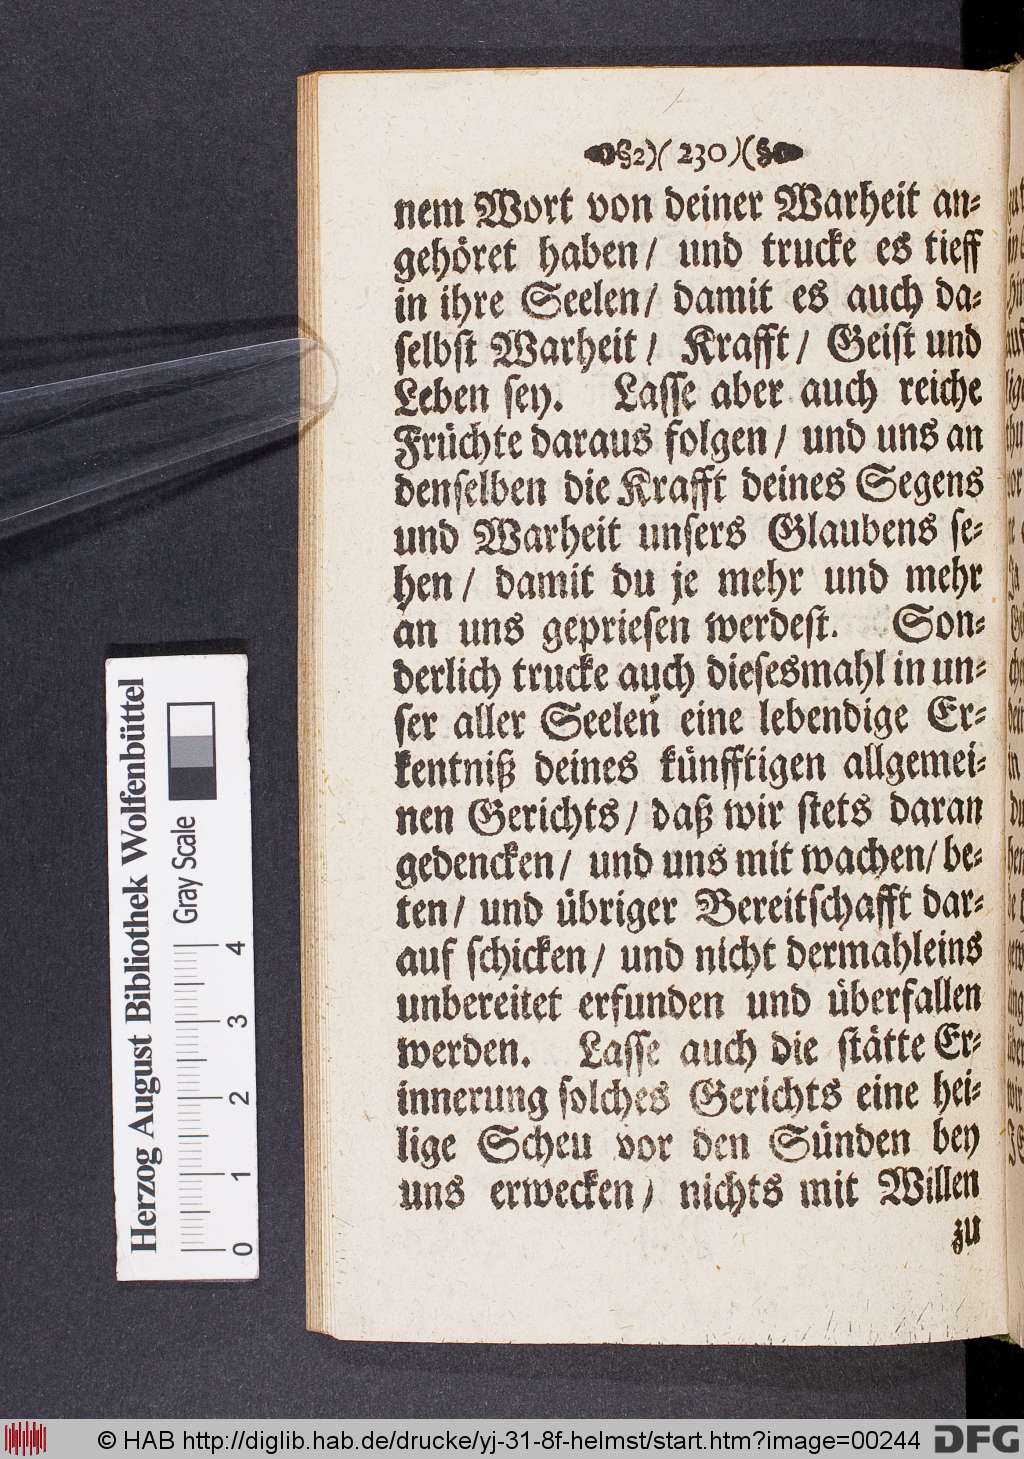 §2)( 230 )(§
nem Wort von deiner Warheit an⸗
gehöret haben/ und trucke es tieff
in ihre Seelen/ damit es auch da⸗
ſelbſt Warheit/ Krafft/ Geiſt und
Leben ſey. Laſſe aber auch reiche
Früchte daraus folgen/ und uns an
denſelben die Krafft deines Segens
und Warheit unſers Glaubens ſe⸗
hen/ damit du je mehr und mehr
an uns geprieſen werdeſt. Son⸗
derlich trucke auch dieſesmahl in un⸗
ſer aller Seelen eine lebendige Er⸗
kentniß deines künfftigen allgemei⸗
nen Gerichts/ daß wir ſtets daran
gedencken/ und uns mit wachen/ be⸗
ten/ und übriger Bereitſchafft dar⸗
auf ſchicken/ und nicht dermahleins
unbereitet erfunden und überfallen
werden. Laſſe auch die ſtätte Er⸗
innerung ſolches Gerichts eine hei⸗
lige Scheu vor den Sünden bey
uns erwecken/ nichts mit Willen
zu
Herzog August Bibliothek Wolfenbüttel
Gray Scale
0 1 2 3 4
© HAB http://diglib.hab.de/drucke/yj-31-8f-helmst/start.htm?image=00244
DFG